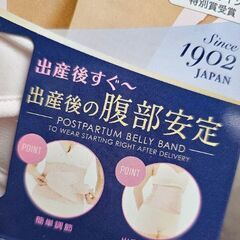 特別賞受賞
Since
1902
JAPAN
出産後すぐ〜
出産後の腹部安定
POSTPARTUM BELLY BAND
TO WEAR STARTING RIGHT AFTER DELIVERY
POINT
POINT
簡単調節